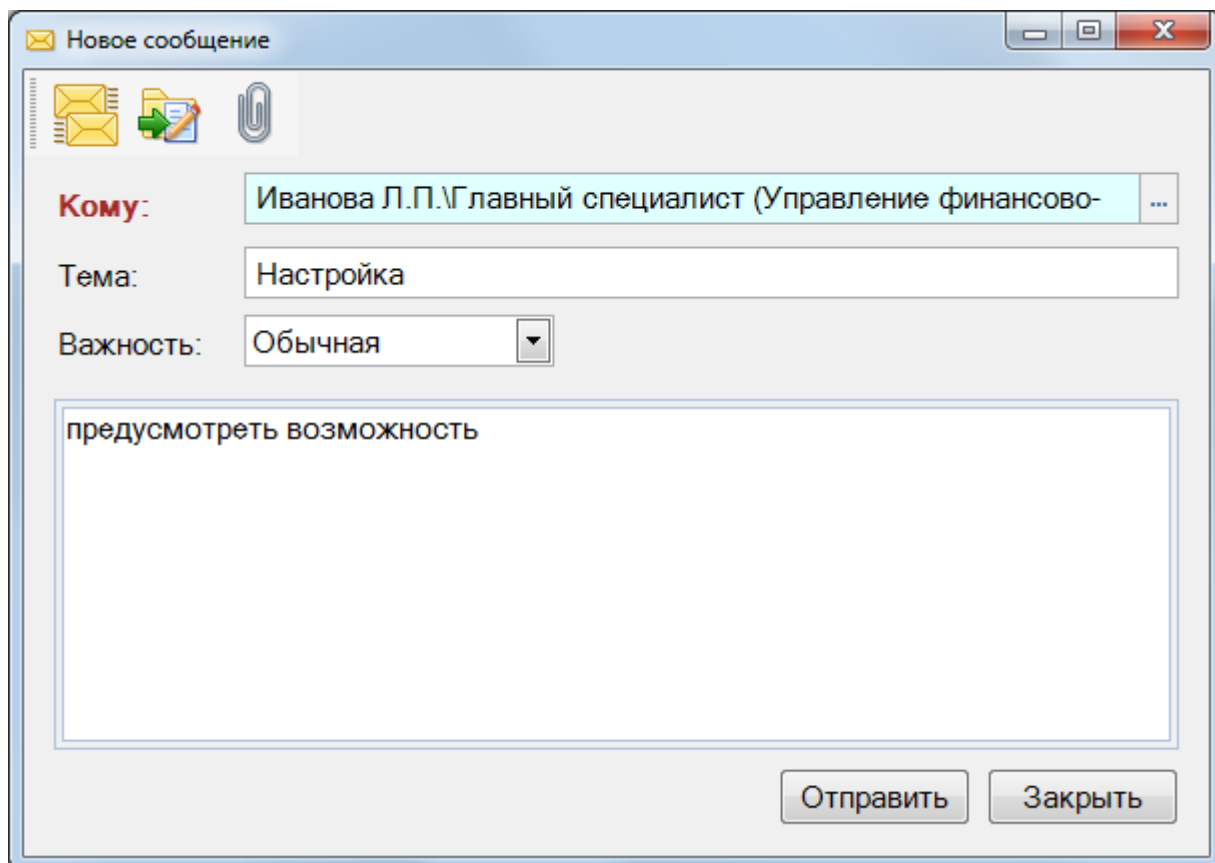 Новое сообщение
Кому: Иванова Л.П.\Главный специалист (Управление финансово- ...
Тема: Настройка
Важность: Обычная
предусмотреть возможность
Отправить Закрыть